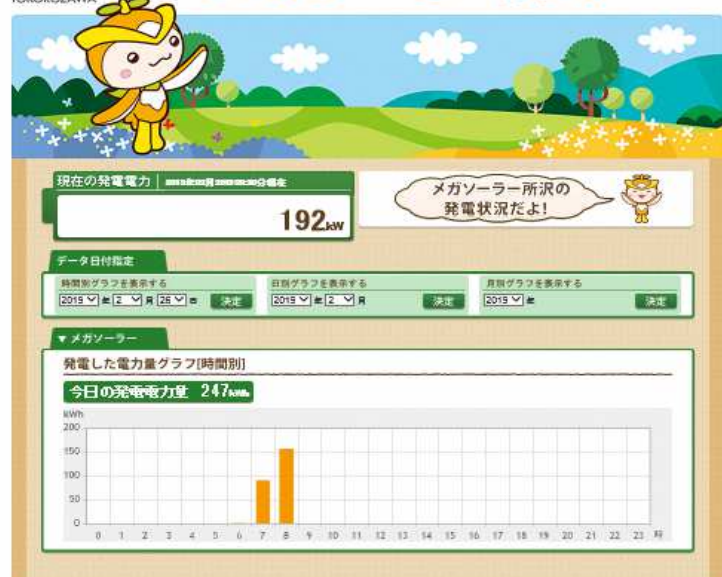 TOKOROZAWA
現在の発電電力
192kW
メガソーラー所沢の
発電状況だよ!
データ日付指定
時間別グラフを表示する
日別グラフを表示する
月別グラフを表示する
2019 年 2 月 26 日 決定
2019 年 2 月 決定
2019 年 決定
▼メガソーラー
発電した電力量グラフ[時間別]
今日の発電電力量 247kWh
kWh
200
150
100
50
0
0 1 2 3 4 5 6 7 8 9 10 11 12 13 14 15 16 17 18 19 20 21 22 23 時